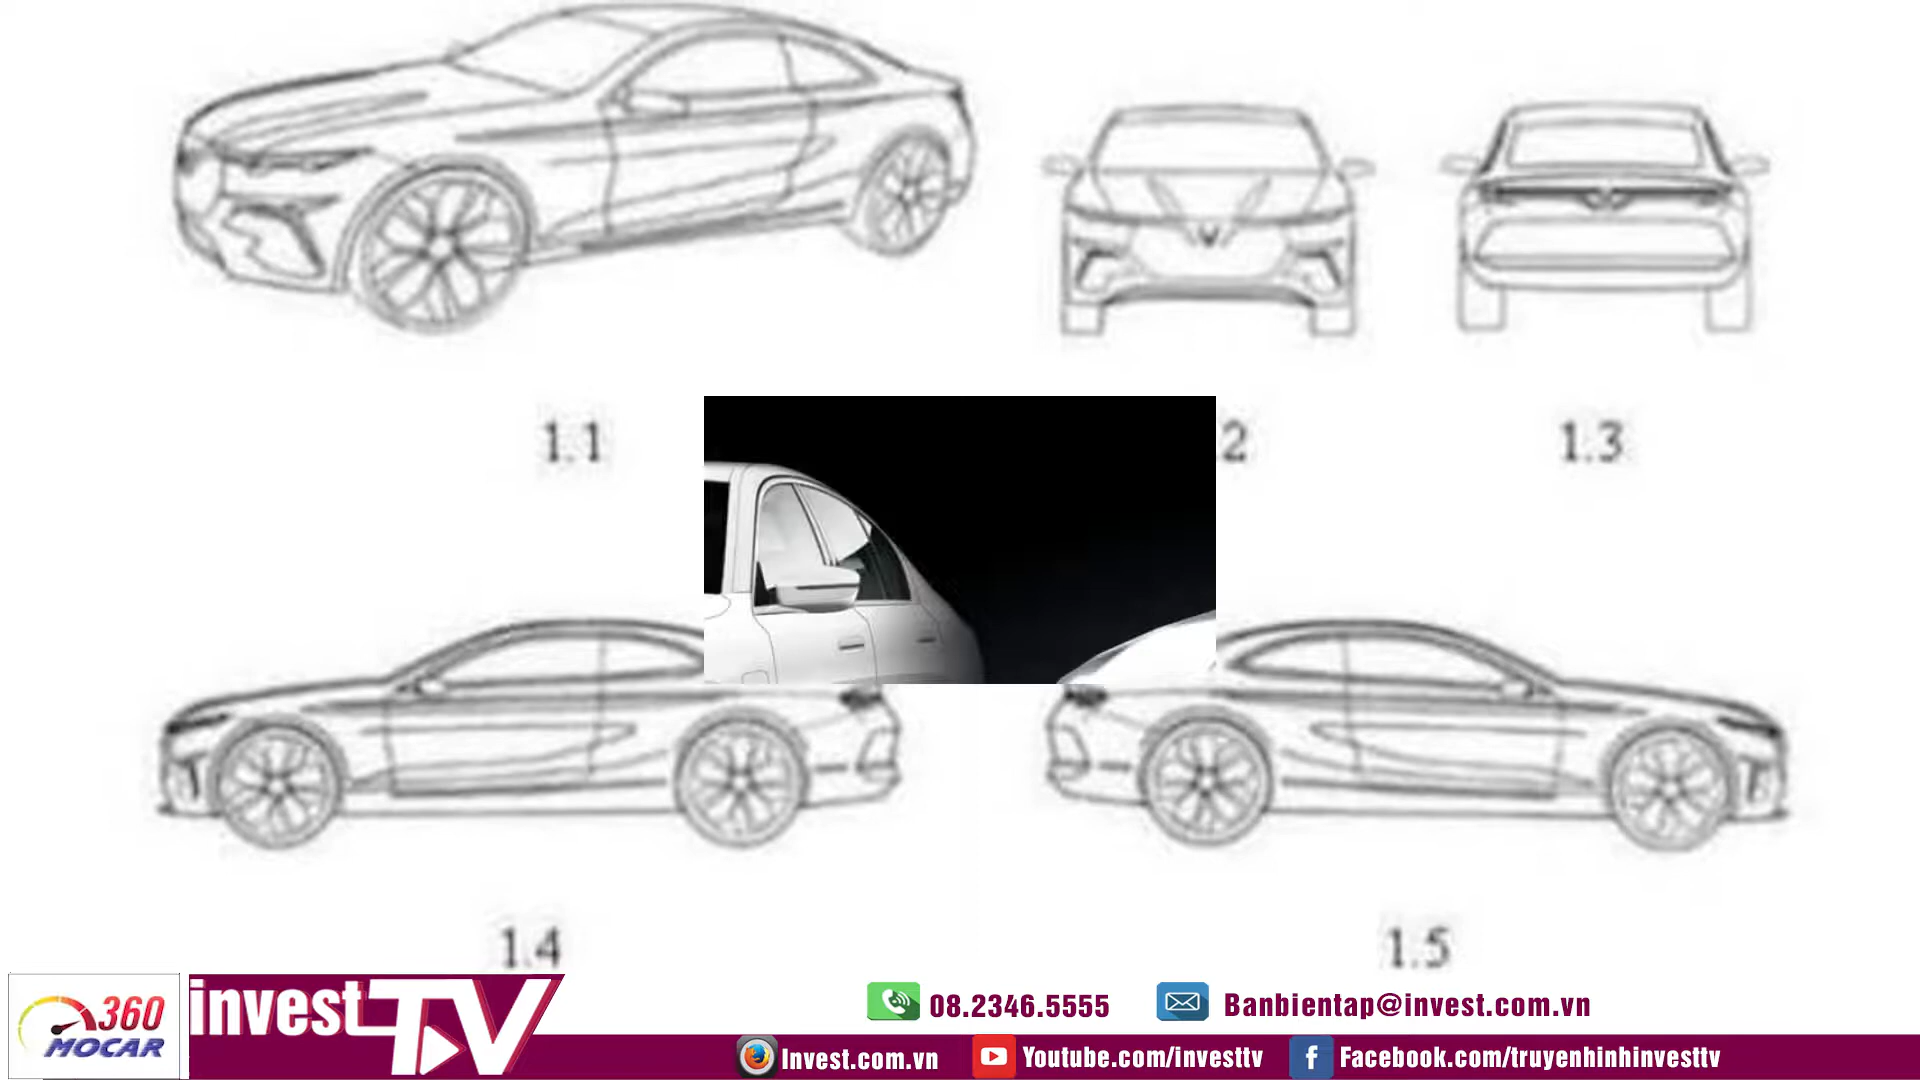 1.1
.2
1.3
1.4
1.5
360
MOCAR
invest TV
08.2346.5555
Banbientap@invest.com.vn
Invest.com.vn
Youtube.com/investtv
Facebook.com/truyenhinhinvesttv